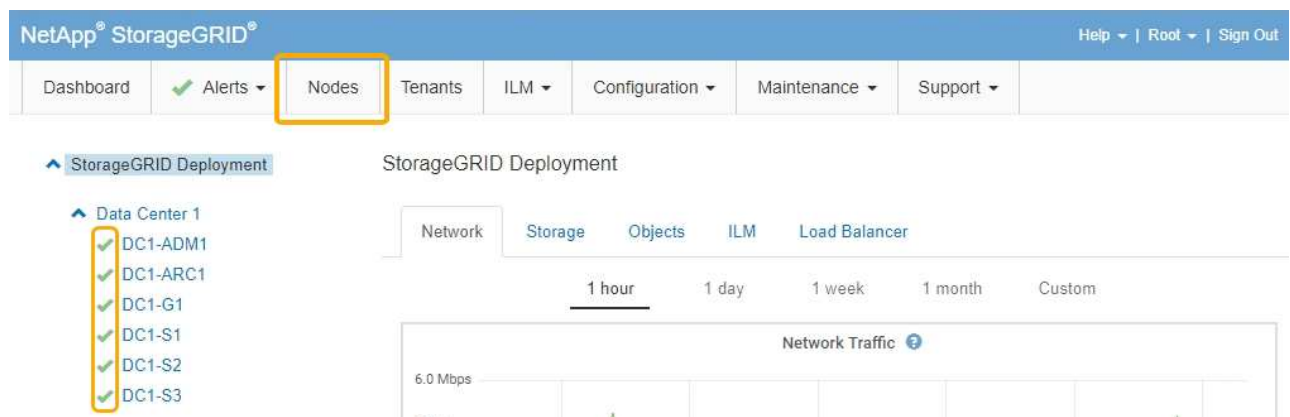 NetApp® StorageGRID®
Help | Root | Sign Out
Dashboard Alerts Nodes Tenants ILM Configuration Maintenance Support
StorageGRID Deployment
Data Center 1
DC1-ADM1
DC1-ARC1
DC1-G1
DC1-S1
DC1-S2
DC1-S3
StorageGRID Deployment
Network Storage Objects ILM Load Balancer
1 hour 1 day 1 week 1 month Custom
Network Traffic ?
6.0 Mbps